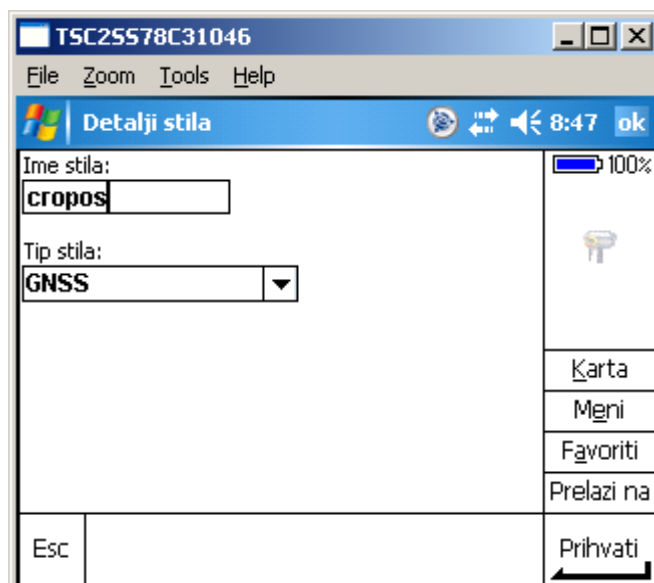 TSC2SS78C31046
File Zoom Tools Help
Detalji stila 8:47 ok
Ime stila:
cropos
Tip stila:
GNSS
100%
Karta
Meni
Favoriti
Prelazi na
Esc
Prihvati